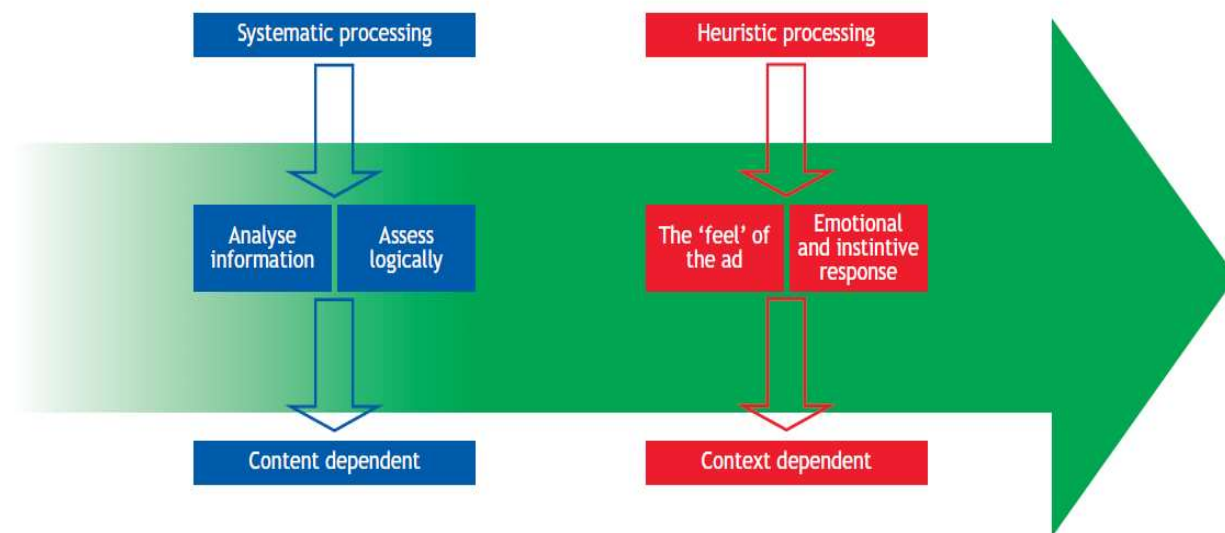 Systematic processing
Heuristic processing
Analyse
information
Assess
logically
The ‘feel’ of
the ad
Emotional
and instintive
response
Content dependent
Context dependent